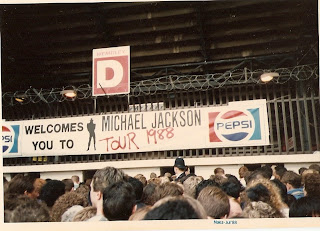 D
PEPSI WELCOMES MICHAEL JACKSON PEPSI
YOU TO TOUR 1988